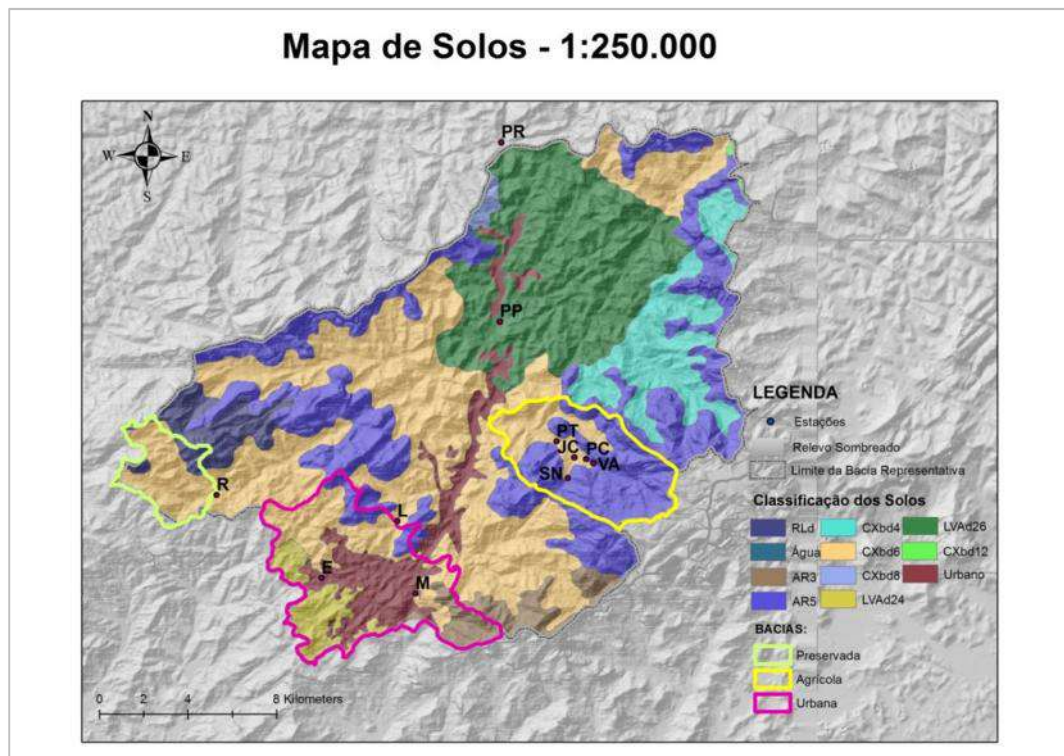 Mapa de Solos - 1:250.000
N
W
E
S
PR
PP
PT
JC
PC
VA
SN
R
L
E
M
LEGENDA
Estações
Relevo Sombreado
Limite da Bacia Representativa
Classificação dos Solos
RLd
CXbd4
LVAd26
Água
CXbd6
CXbd12
AR3
CXbd8
Urbano
AR5
LVAd24
BACIAS:
Preservada
Agrícola
Urbana
0 2 4 8 Kilometers